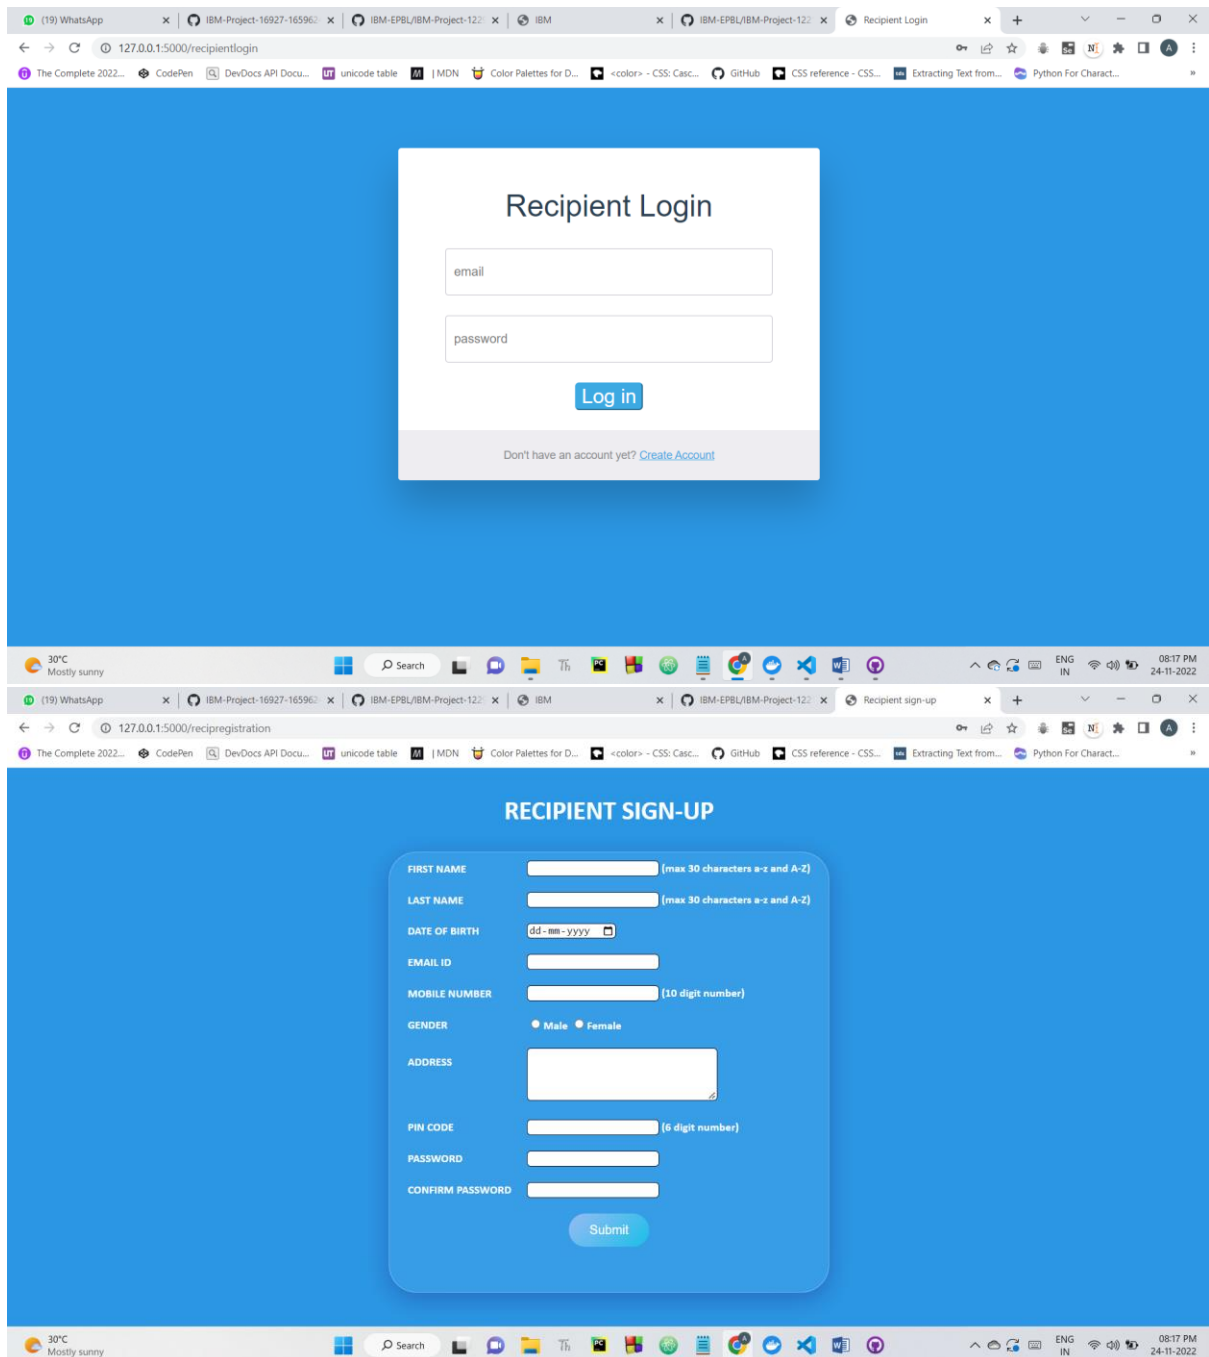 (19) WhatsApp IBM-Project-16927-16596 IBM-EPBL/IBM-Project-122 IBM IBM-EPBL/IBM-Project-122 Recipient Login
127.0.0.1:5000/recipientlogin
The Complete 2022... CodePen DevDocs API Docu... UT unicode table M | MDN Color Palettes for D... <color> - CSS: Casc... GitHub CSS reference - CSS... Extracting Text from... Python For Charact... »
Recipient Login
email
password
Log in
Don't have an account yet? Create Account
30°C
Mostly sunny
Search
ENG
IN
08:17 PM
24-11-2022
(19) WhatsApp IBM-Project-16927-16596 IBM-EPBL/IBM-Project-122 IBM IBM-EPBL/IBM-Project-122 Recipient sign-up
127.0.0.1:5000/recipregistration
The Complete 2022... CodePen DevDocs API Docu... UT unicode table M | MDN Color Palettes for D... <color> - CSS: Casc... GitHub CSS reference - CSS... Extracting Text from... Python For Charact... »
RECIPIENT SIGN-UP
FIRST NAME (max 30 characters a-z and A-Z)
LAST NAME (max 30 characters a-z and A-Z)
DATE OF BIRTH dd-mm-yyyy
EMAIL ID
MOBILE NUMBER (10 digit number)
GENDER Male Female
ADDRESS
PIN CODE (6 digit number)
PASSWORD
CONFIRM PASSWORD
Submit
30°C
Mostly sunny
Search
ENG
IN
08:17 PM
24-11-2022